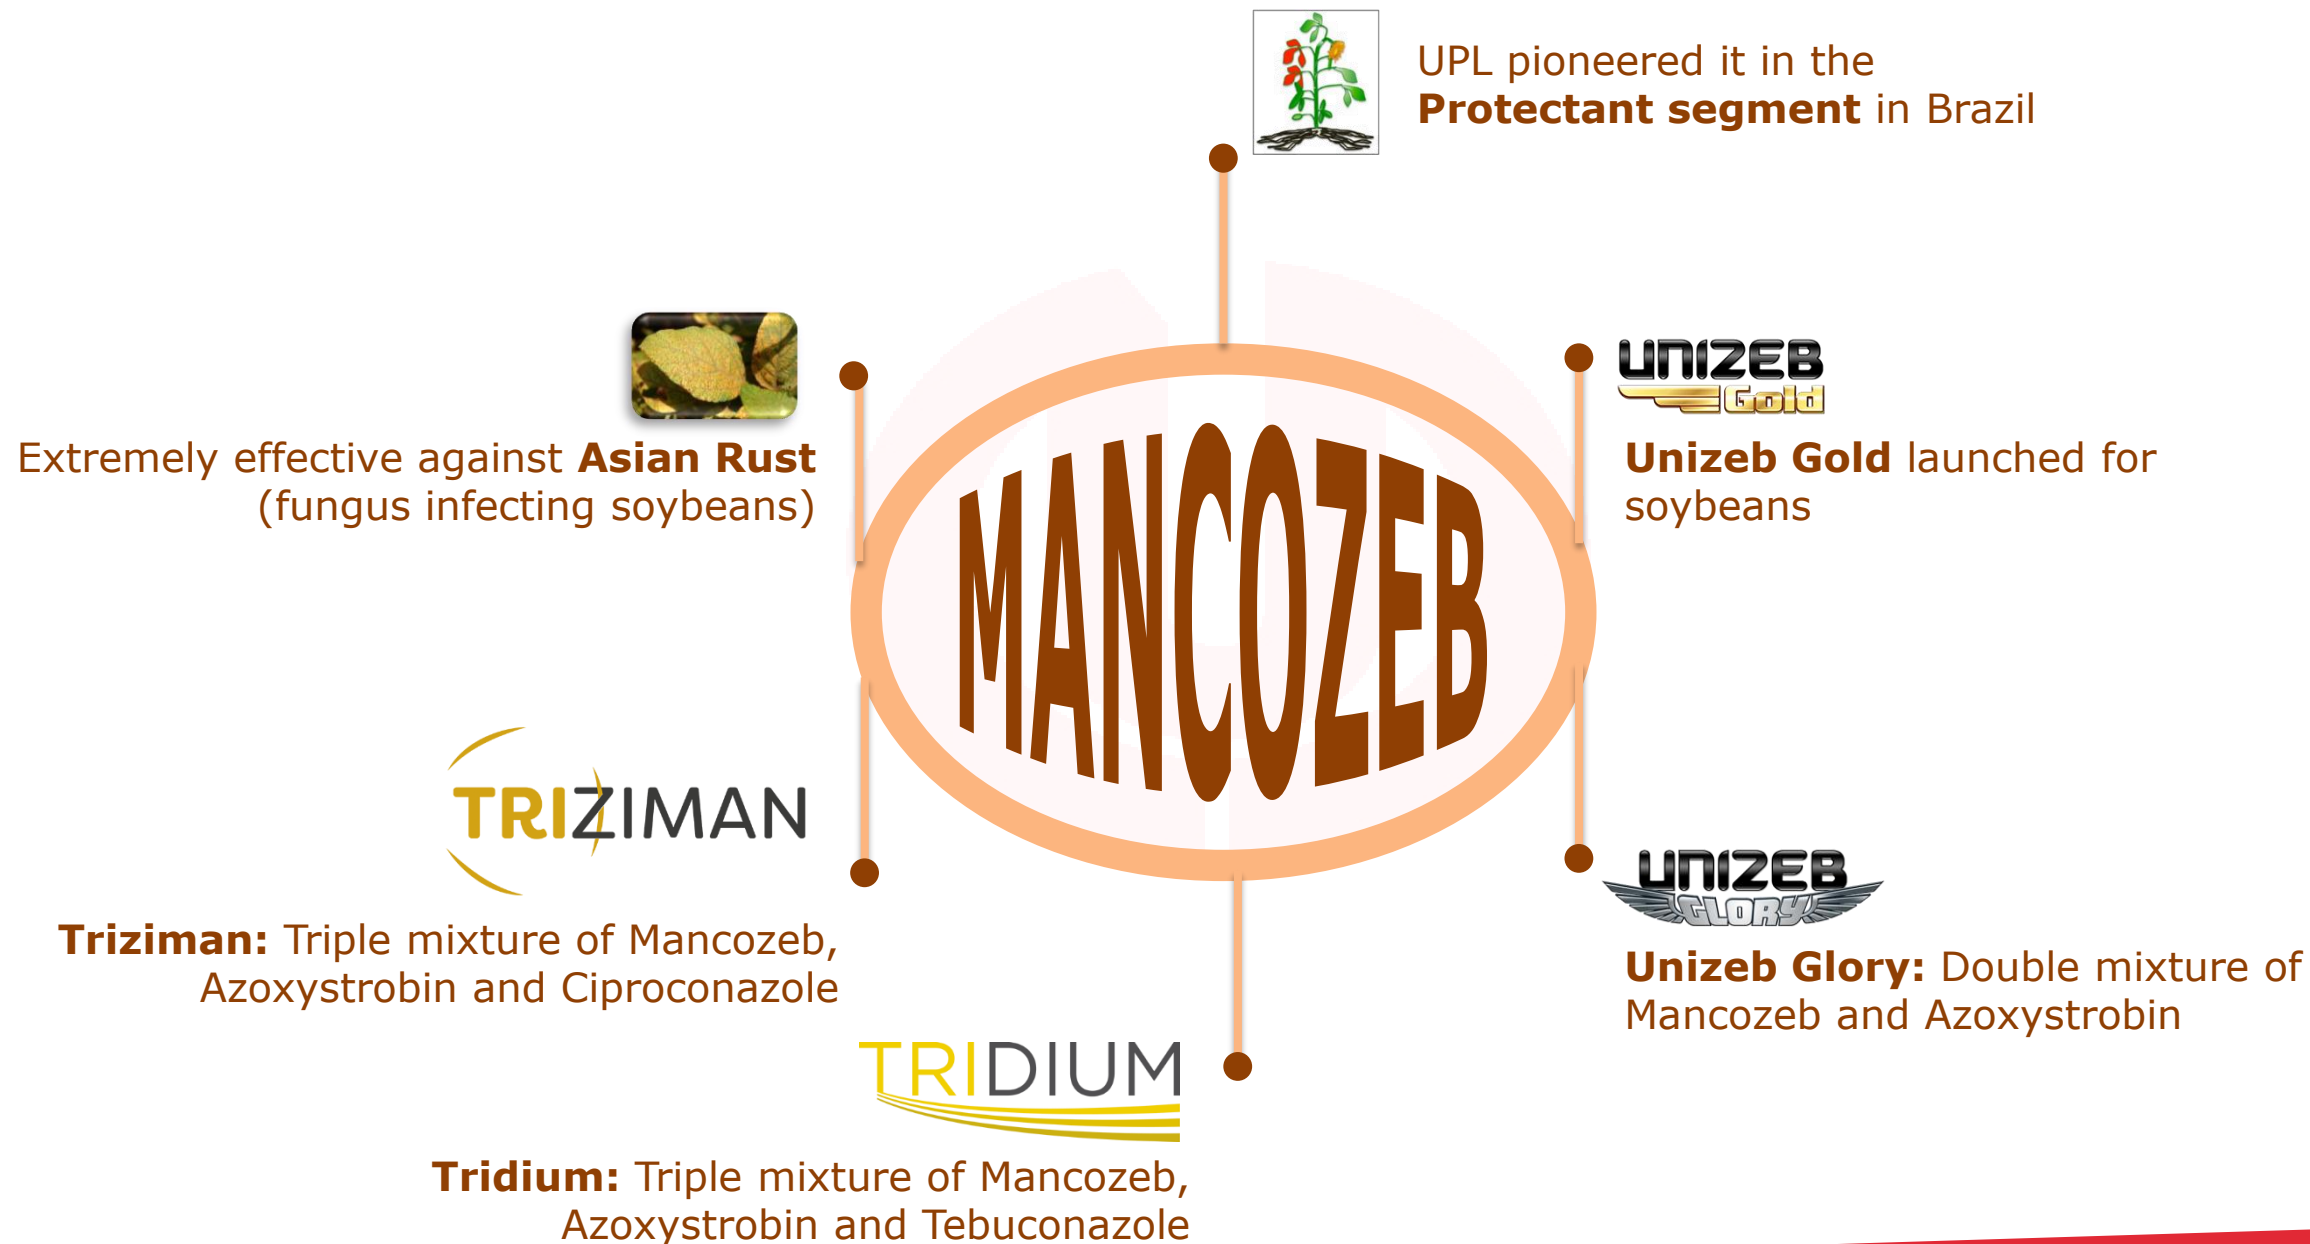 UPL pioneered it in the
Protectant segment in Brazil
UNIZEB
Gold
Unizeb Gold launched for
soybeans
Extremely effective against Asian Rust
(fungus infecting soybeans)
MANCOZEB
TRIZIMAN
Triziman: Triple mixture of Mancozeb,
Azoxystrobin and Ciproconazole
UNIZEB
GLORY
Unizeb Glory: Double mixture of
Mancozeb and Azoxystrobin
TRIDIUM
Tridium: Triple mixture of Mancozeb,
Azoxystrobin and Tebuconazole